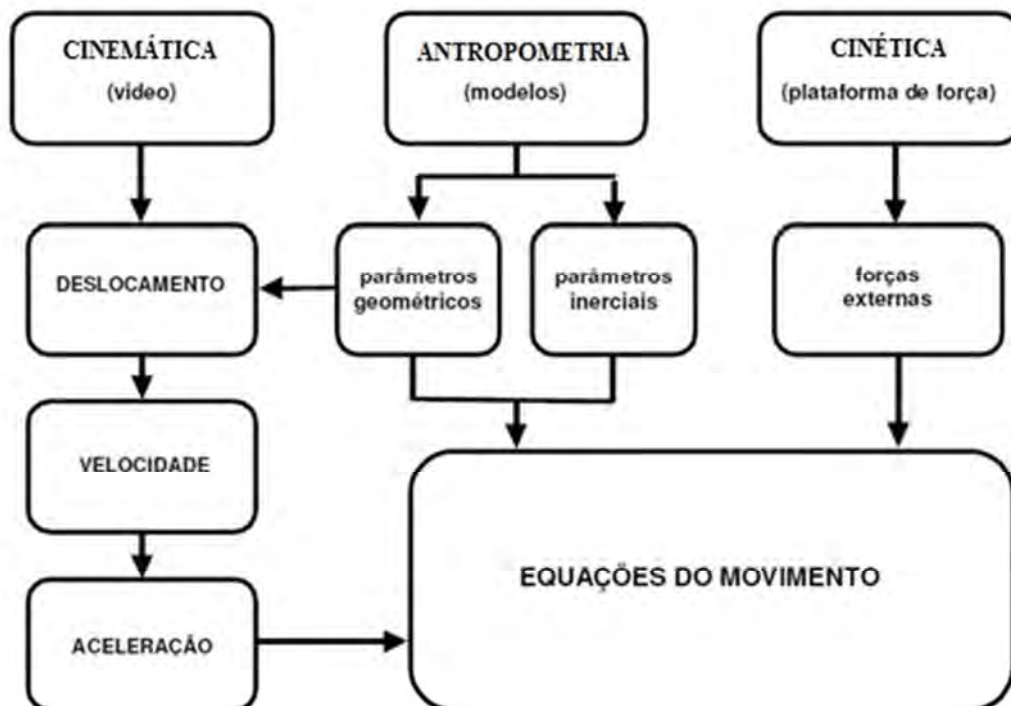 CINEMÁTICA
(vídeo)
ANTROPOMETRIA
(modelos)
CINÉTICA
(plataforma de força)
DESLOCAMENTO
parâmetros
geométricos
parâmetros
inerciais
forças
externas
VELOCIDADE
EQUAÇÕES DO MOVIMENTO
ACELERAÇÃO